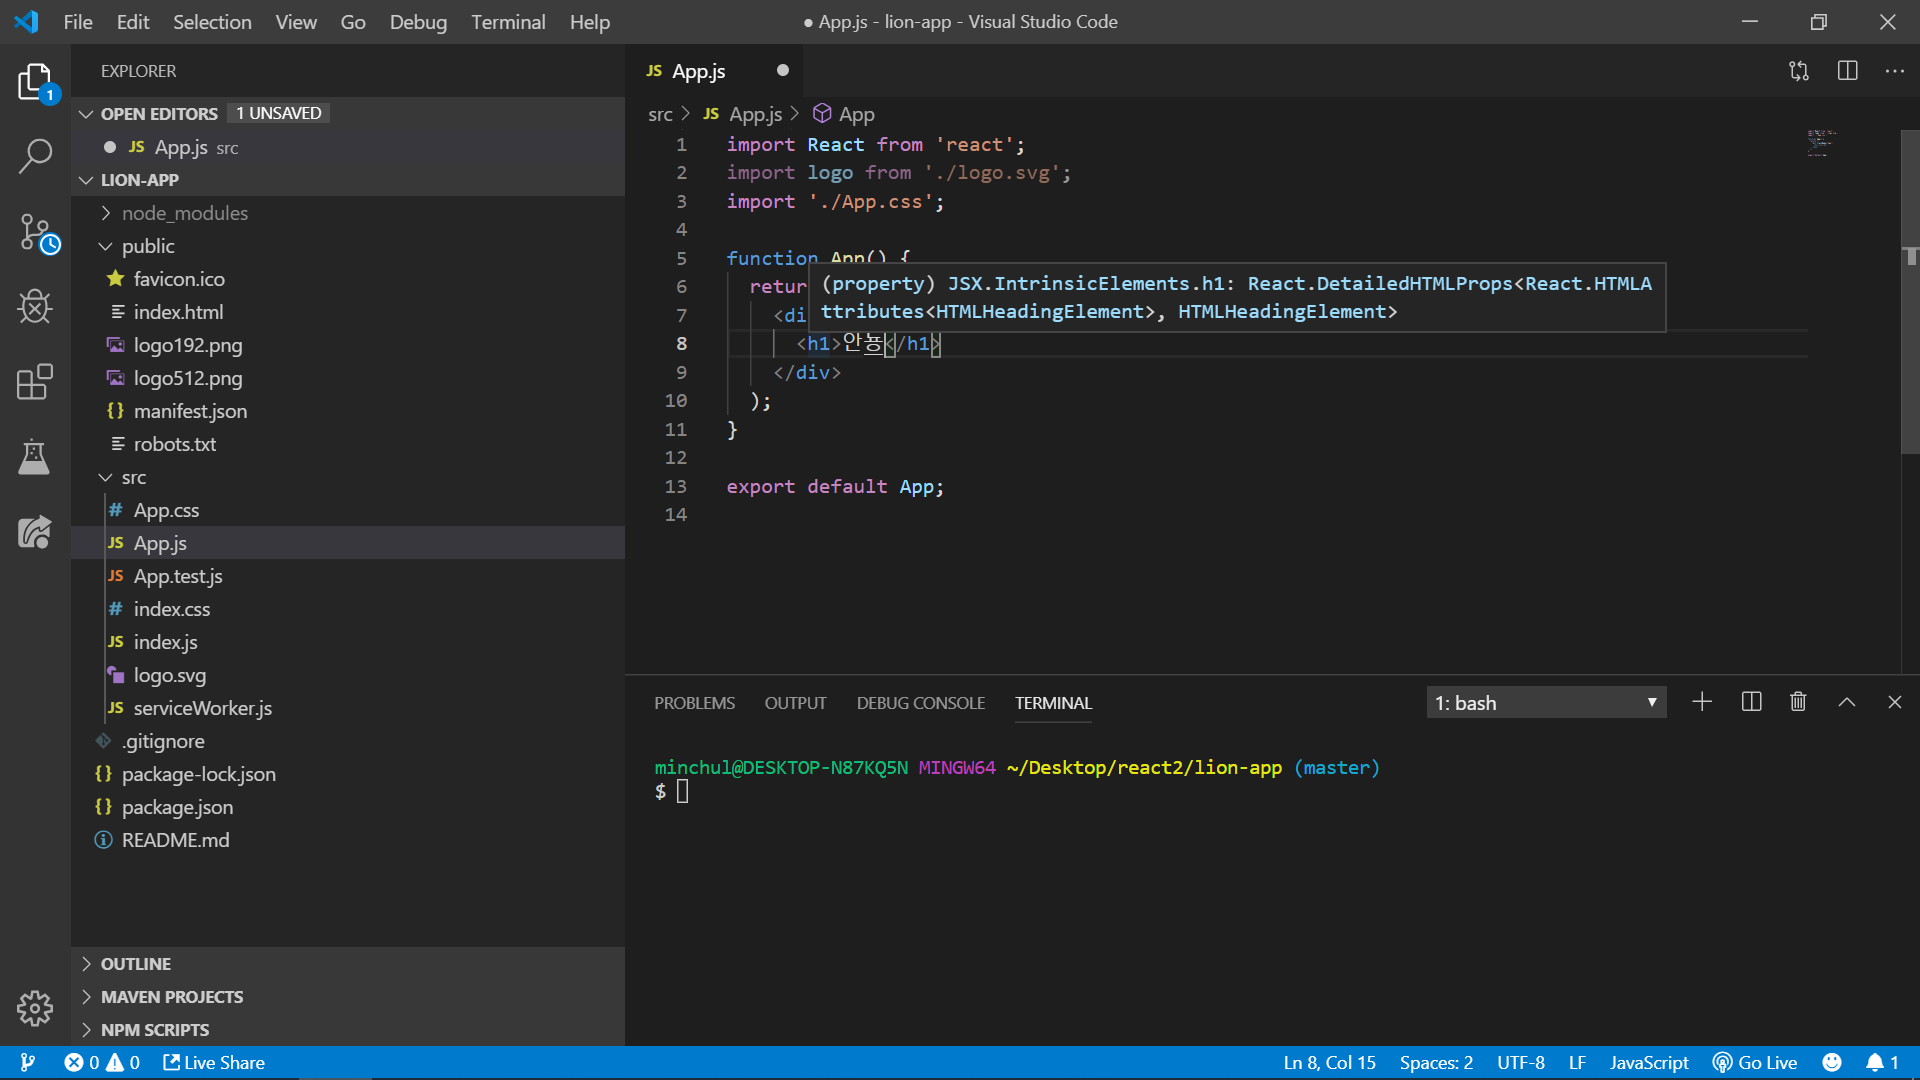 File Edit Selection View Go Debug Terminal Help
● App.js - lion-app - Visual Studio Code
1
EXPLORER
OPEN EDITORS 1 UNSAVED
JS App.js src
LION-APP
node_modules
public
favicon.ico
index.html
logo192.png
logo512.png
{} manifest.json
robots.txt
src
# App.css
JS App.js
JS App.test.js
# index.css
JS index.js
logo.svg
JS serviceWorker.js
.gitignore
{} package-lock.json
{} package.json
README.md
OUTLINE
MAVEN PROJECTS
NPM SCRIPTS
JS App.js ●
src > JS App.js > App
1 import React from 'react';
2 import logo from './logo.svg';
3 import './App.css';
4
5 function App() {
6 retur
7 <di
(property) JSX.IntrinsicElements.h1: React.DetailedHTMLProps<React.HTMLA
ttributes<HTMLHeadingElement>, HTMLHeadingElement>
8 <h1>안뇽</h1>
9 </div>
10 );
11 }
12
13 export default App;
14
PROBLEMS OUTPUT DEBUG CONSOLE TERMINAL 1: bash
minchul@DESKTOP-N87KQ5N MINGW64 ~/Desktop/react2/lion-app (master)
$
0 0 Live Share Ln 8, Col 15 Spaces: 2 UTF-8 LF JavaScript Go Live 1